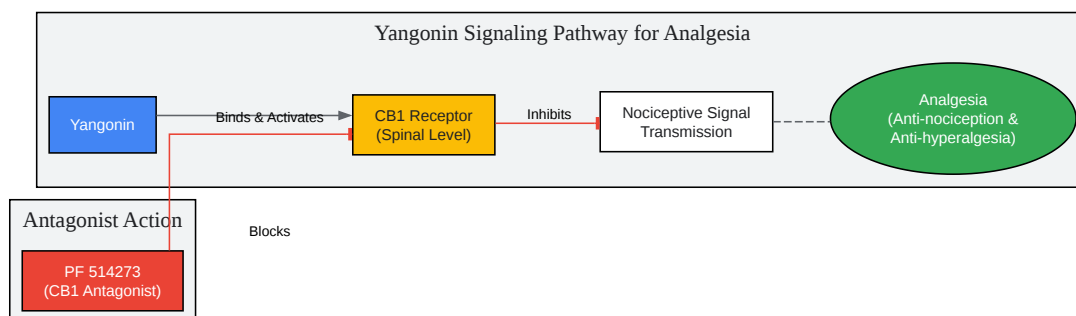 Yangonin Signaling Pathway for Analgesia
Yangonin
Binds & Activates
CB1 Receptor
(Spinal Level)
Inhibits
Nociceptive Signal
Transmission
Analgesia
(Anti-nociception &
Anti-hyperalgesia)
Antagonist Action
Blocks
PF 514273
(CB1 Antagonist)